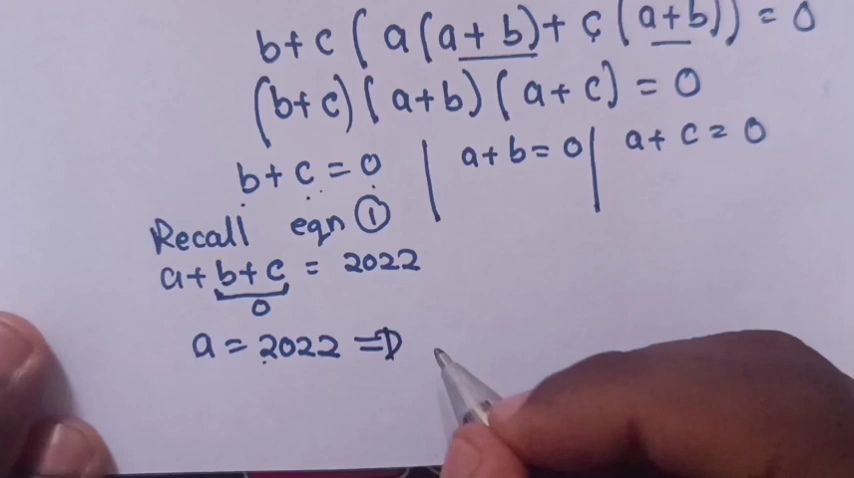 b+c(a(a+b)+c(a+b))=0
(b+c)(a+b)(a+c)=0
b+c=0 | a+b=0 | a+c=0
Recall eqn ①
a+b+c=2022
0
a=2022 ⇒